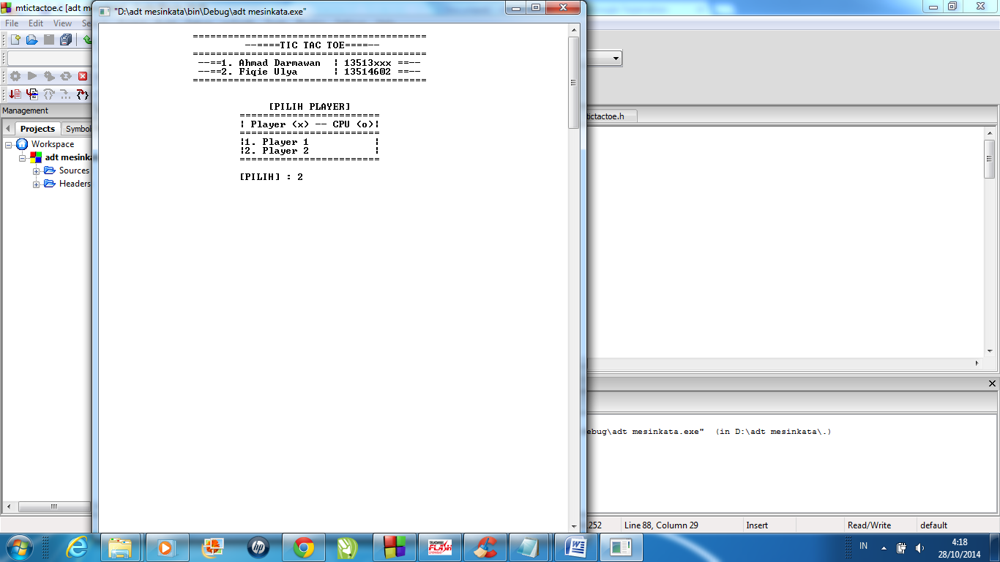 mtictactoe.c [adt m
"D:\adt mesinkata\bin\Debug\adt mesinkata.exe"
File Edit View Se
========================================
--====TIC TAC TOE====--
========================================
--==1. Ahmad Darmawan ¦ 13513xxx ==--
--==2. Fiqie Ulya ¦ 13514602 ==--
========================================
[PILIH PLAYER]
========================
¦ Player (x) -- CPU (o)¦
========================
¦1. Player 1 ¦
¦2. Player 2 ¦
========================
[PILIH] : 2
Management
Projects Symbol
Workspace
adt mesinka
Sources
Headers
tictactoe.h
ebug\adt mesinkata.exe" (in D:\adt mesinkata\.)
252 Line 88, Column 29 Insert Read/Write default
IN
4:18
28/10/2014